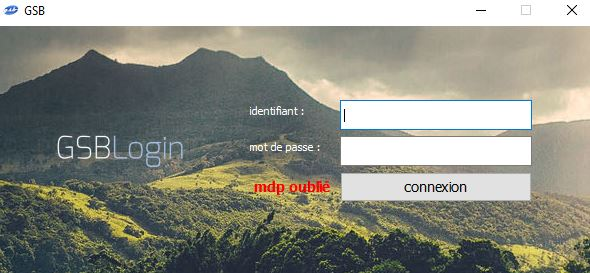 GSB
GSBLogin
identifiant :
mot de passe :
mdp oublié
connexion